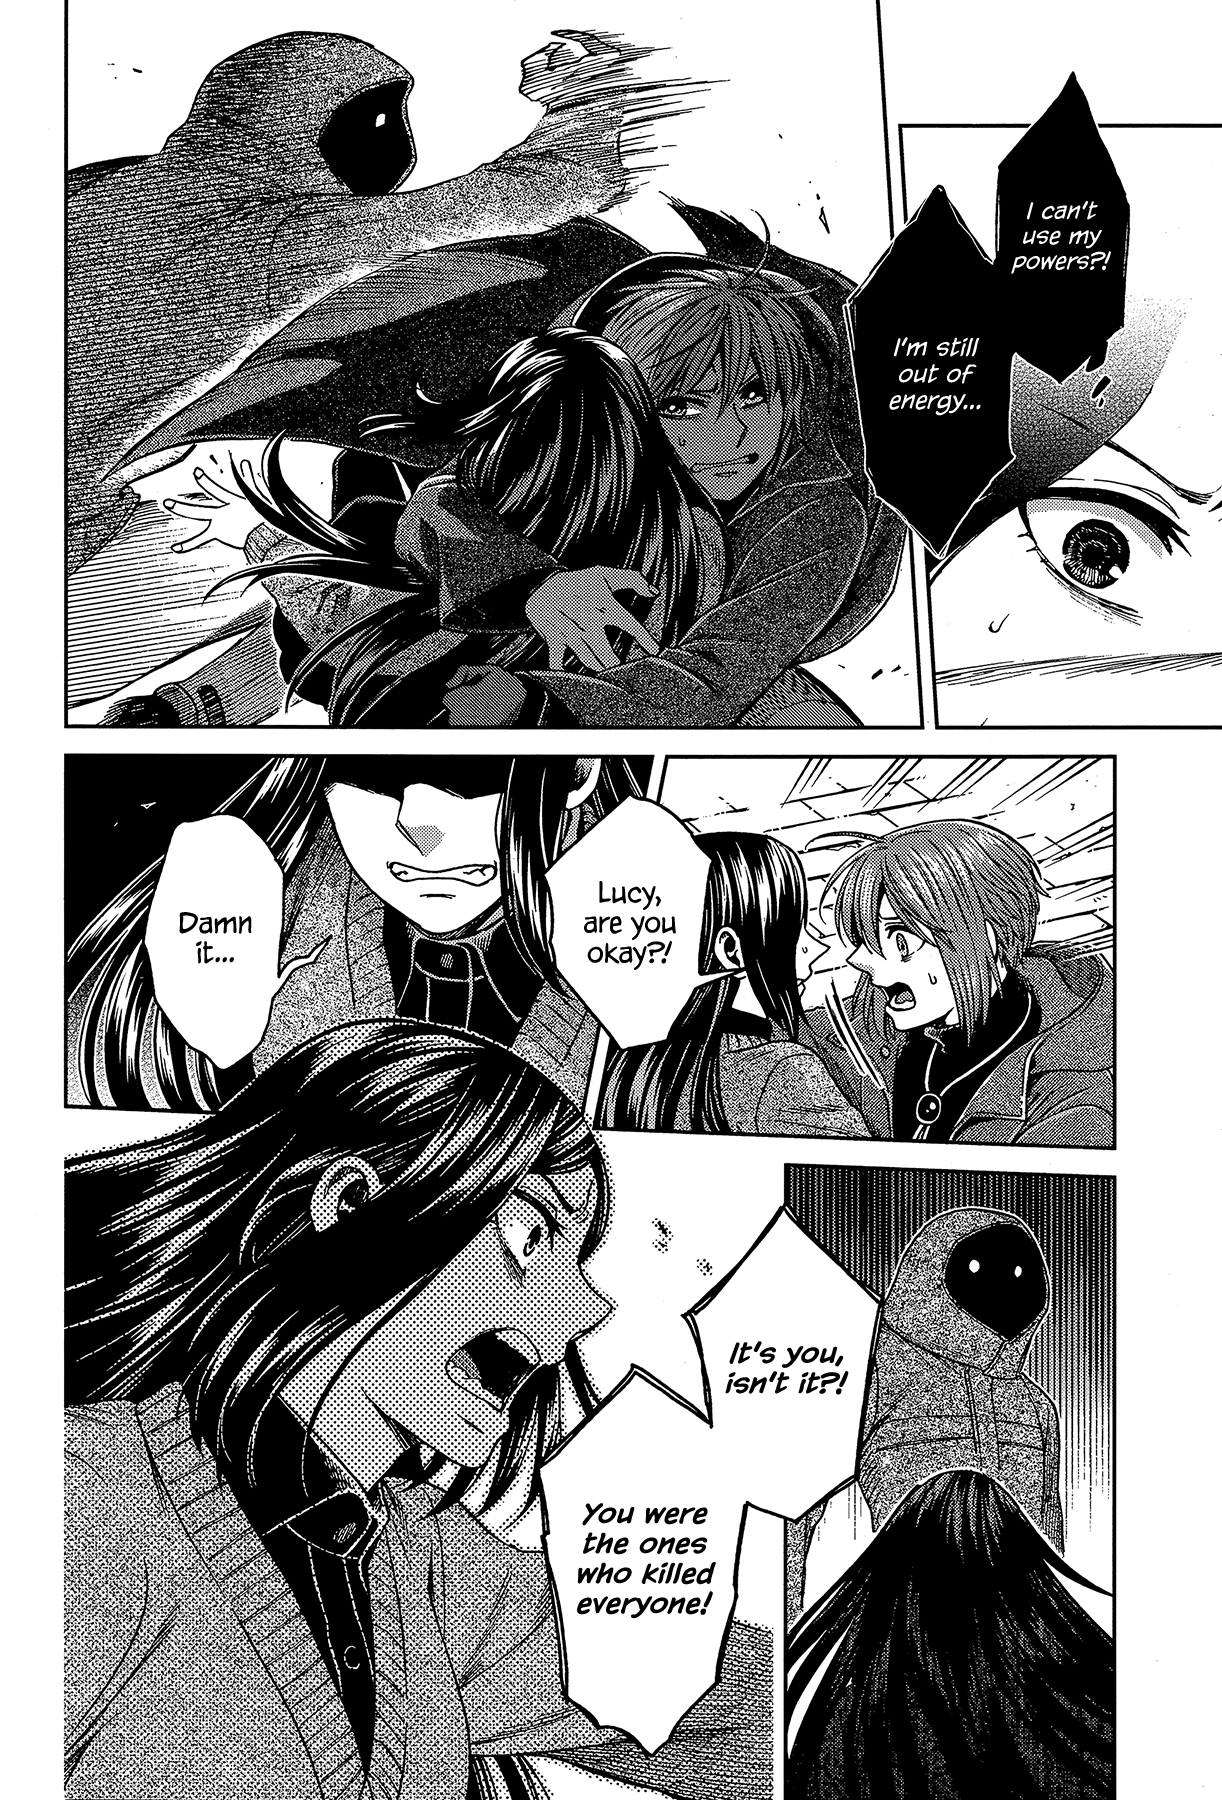 I can't
use my
powers?!
I'm still
out of
energy...
Lucy,
are you
okay?!
Damn
it...
It's you,
isn't it?!
You were
the ones
who killed
everyone!